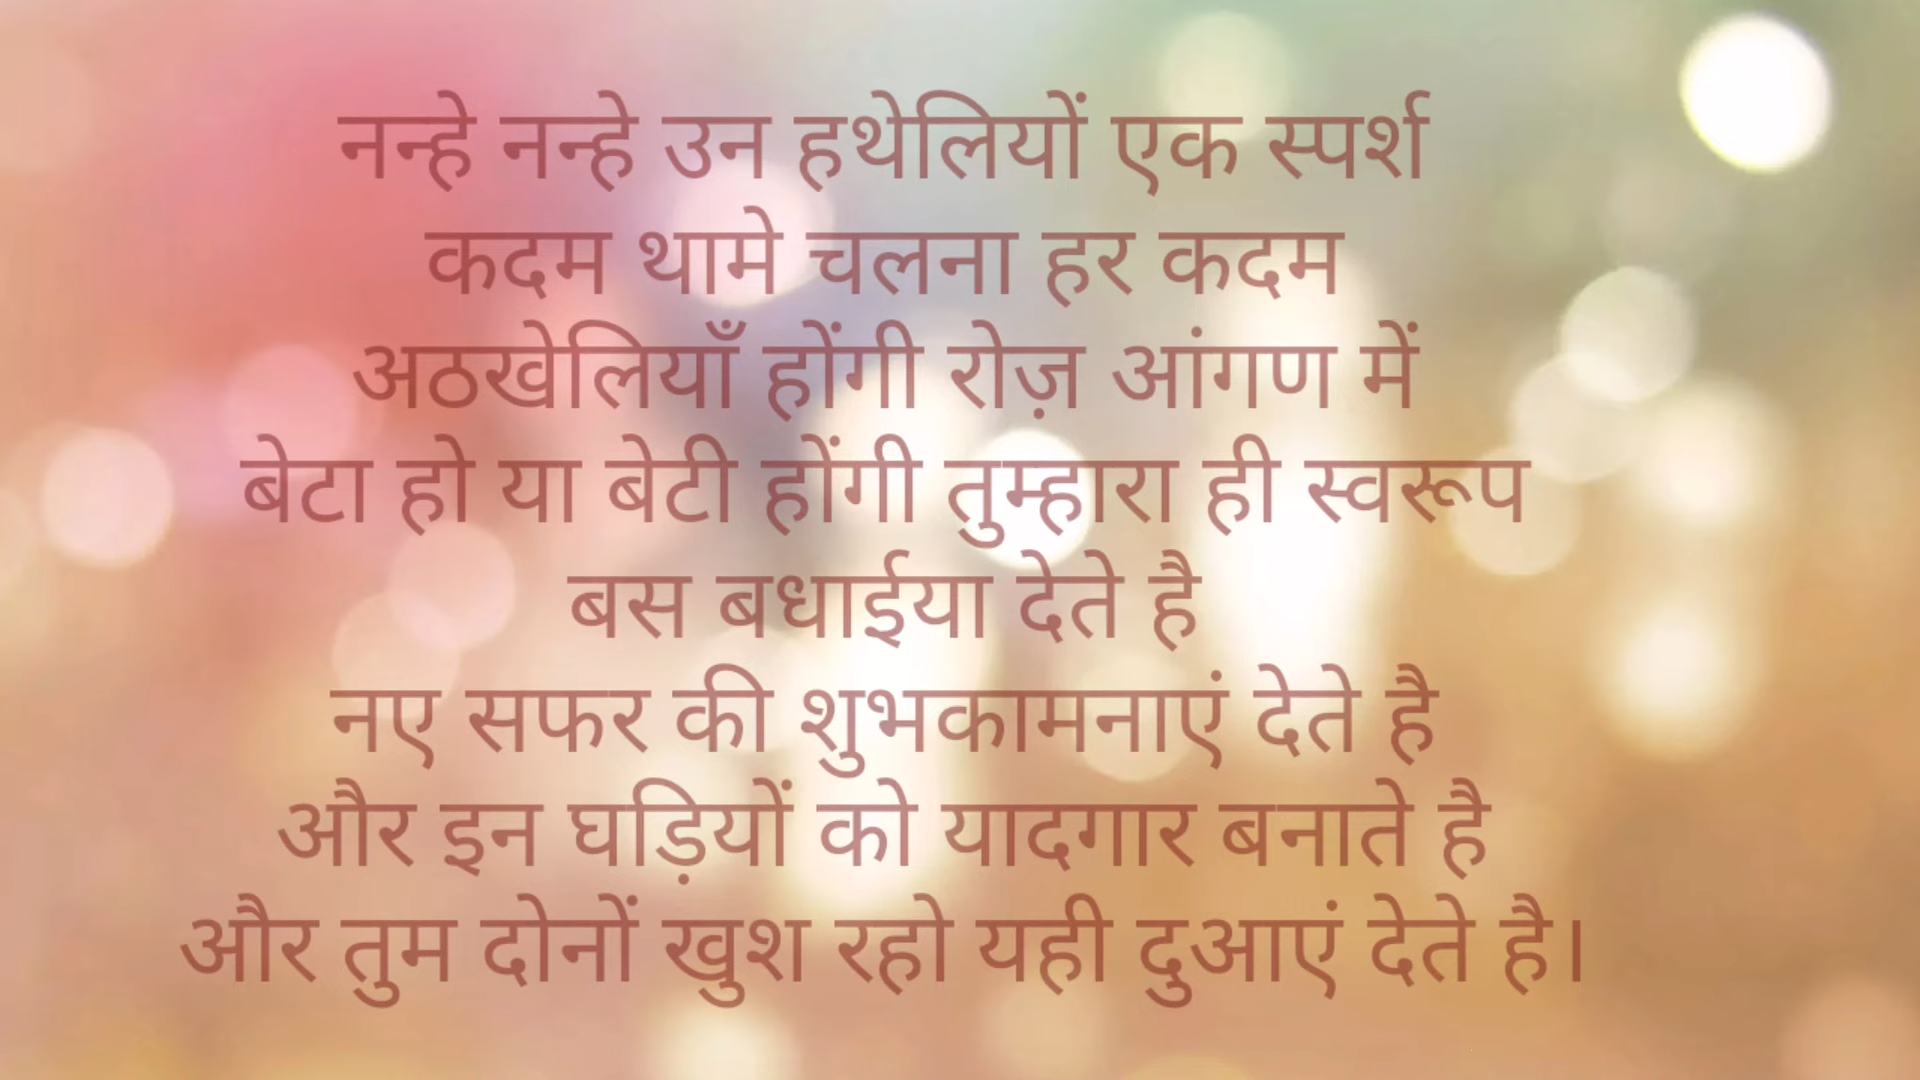 नन्हे नन्हे उन हथेलियों एक स्पर्श
कदम थामे चलना हर कदम
अठखेलियाँ होंगी रोज़ आंगण में
बेटा हो या बेटी होंगी तुम्हारा ही स्वरूप
बस बधाईया देते है
नए सफर की शुभकामनाएं देते है
और इन घड़ियों को यादगार बनाते है
और तुम दोनों खुश रहो यही दुआएं देते है।